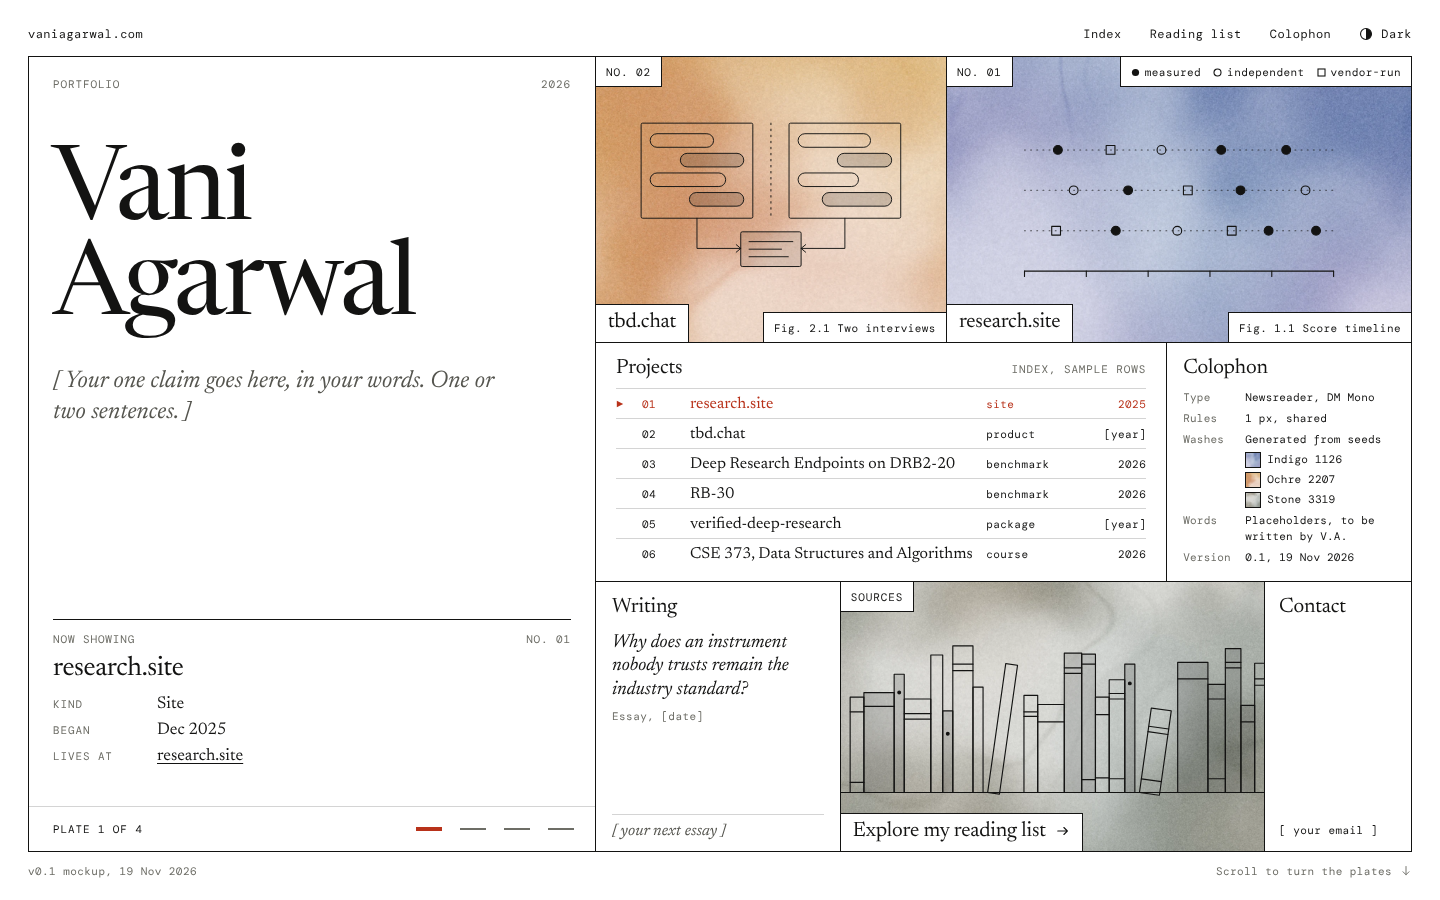 vaniagarwal.com
Index
Reading list
Colophon
Dark
PORTFOLIO
2026
Vani
Agarwal
[ Your one claim goes here, in your words. One or
two sentences. ]
NOW SHOWING
NO. 01
research.site
KIND
Site
BEGAN
Dec 2025
LIVES AT
research.site
PLATE 1 OF 4
NO. 02
tbd.chat
Fig. 2.1 Two interviews
NO. 01
measured
independent
vendor-run
research.site
Fig. 1.1 Score timeline
Projects
INDEX, SAMPLE ROWS
01 research.site site 2025
02 tbd.chat product [year]
03 Deep Research Endpoints on DRB2-20 benchmark 2026
04 RB-30 benchmark 2026
05 verified-deep-research package [year]
06 CSE 373, Data Structures and Algorithms course 2026
Colophon
Type Newsreader, DM Mono
Rules 1 px, shared
Washes Generated from seeds
Indigo 1126
Ochre 2207
Stone 3319
Words Placeholders, to be
written by V.A.
Version 0.1, 19 Nov 2026
Writing
Why does an instrument
nobody trusts remain the
industry standard?
Essay, [date]
[ your next essay ]
SOURCES
Explore my reading list →
Contact
[ your email ]
v0.1 mockup, 19 Nov 2026
Scroll to turn the plates ↓